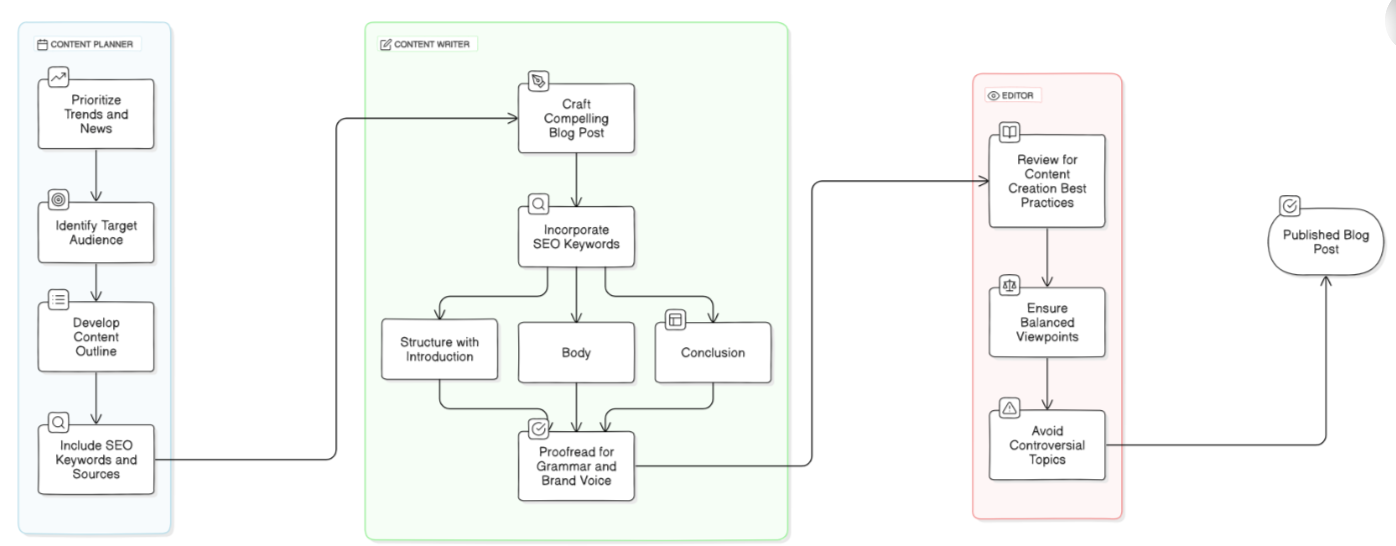 CONTENT PLANNER
Prioritize
Trends and
News
Identify Target
Audience
Develop
Content
Outline
Include SEO
Keywords and
Sources
CONTENT WRITER
Craft
Compelling
Blog Post
Incorporate
SEO Keywords
Structure with
Introduction
Body
Conclusion
Proofread for
Grammar and
Brand Voice
EDITOR
Review for
Content
Creation Best
Practices
Ensure
Balanced
Viewpoints
Avoid
Controversial
Topics
Published Blog
Post